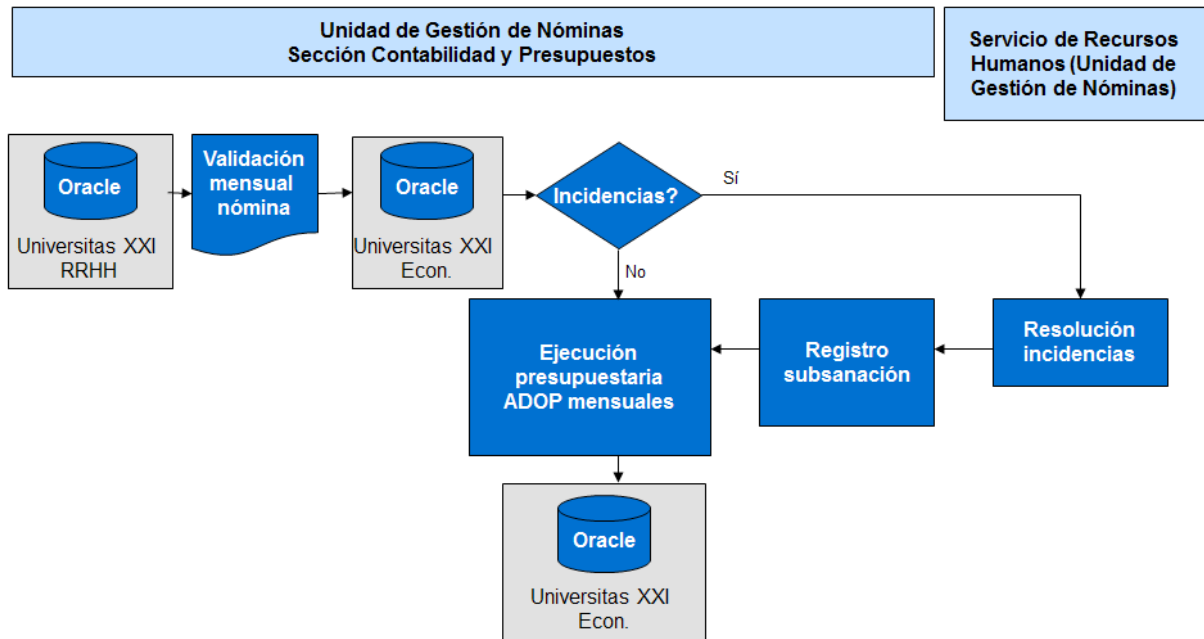 Unidad de Gestión de Nóminas
Sección Contabilidad y Presupuestos
Servicio de Recursos
Humanos (Unidad de
Gestión de Nóminas)
Oracle
Universitas XXI
RRHH
Validación
mensual
nómina
Oracle
Universitas XXI
Econ.
Incidencias?
Sí
No
Ejecución
presupuestaria
ADOP mensuales
Registro
subsanación
Resolución
incidencias
Oracle
Universitas XXI
Econ.